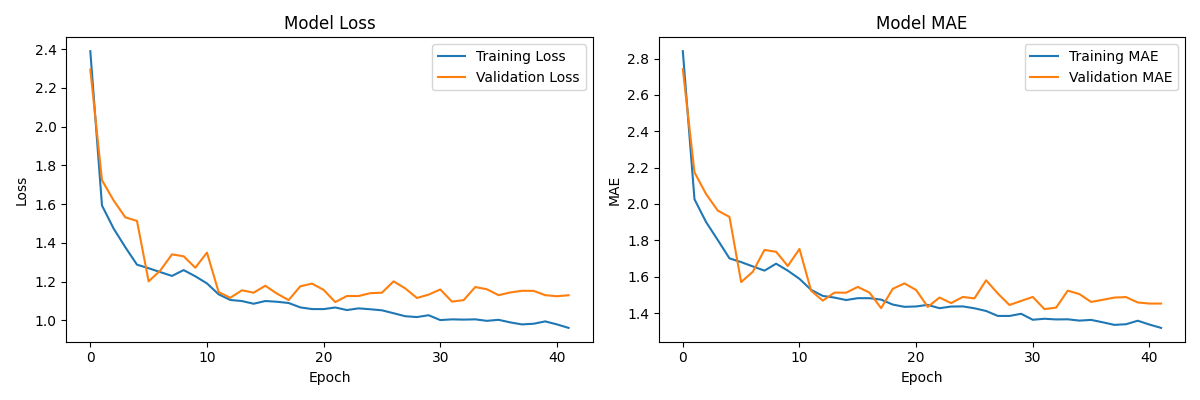 Model Loss
2.4
2.2
2.0
1.8
1.6
1.4
1.2
1.0
Loss
Training Loss
Validation Loss
0 10 20 30 40
Epoch
Model MAE
2.8
2.6
2.4
2.2
2.0
1.8
1.6
1.4
MAE
Training MAE
Validation MAE
0 10 20 30 40
Epoch